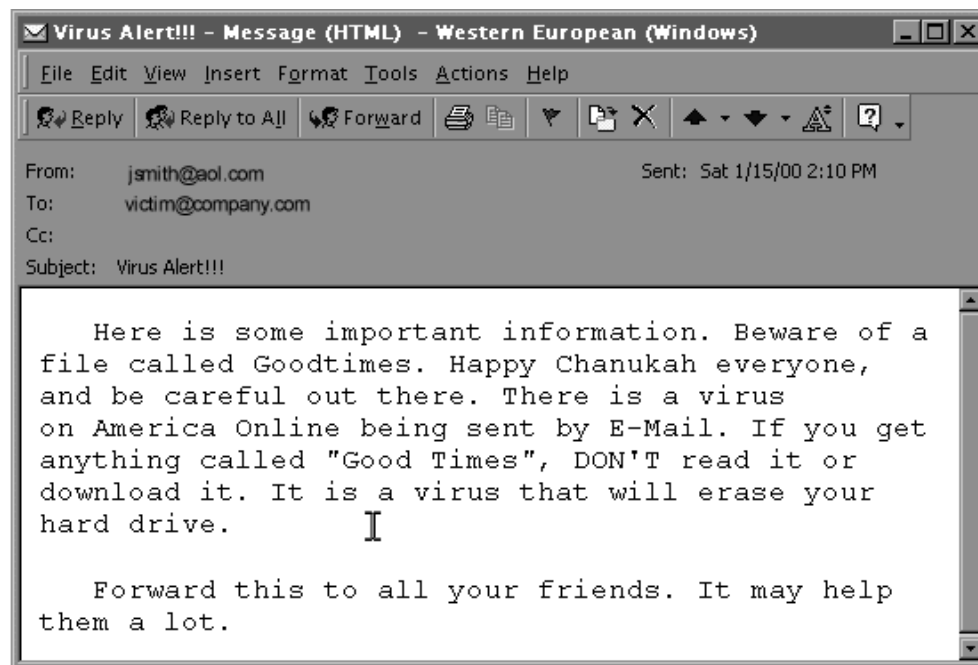 Virus Alert!!! - Message (HTML) - Western European (Windows)
File Edit View Insert Format Tools Actions Help
Reply Reply to All Forward
From: jsmith@aol.com Sent: Sat 1/15/00 2:10 PM
To: victim@company.com
Cc:
Subject: Virus Alert!!!
Here is some important information. Beware of a
file called Goodtimes. Happy Chanukah everyone,
and be careful out there. There is a virus
on America Online being sent by E-Mail. If you get
anything called "Good Times", DON'T read it or
download it. It is a virus that will erase your
hard drive.
Forward this to all your friends. It may help
them a lot.